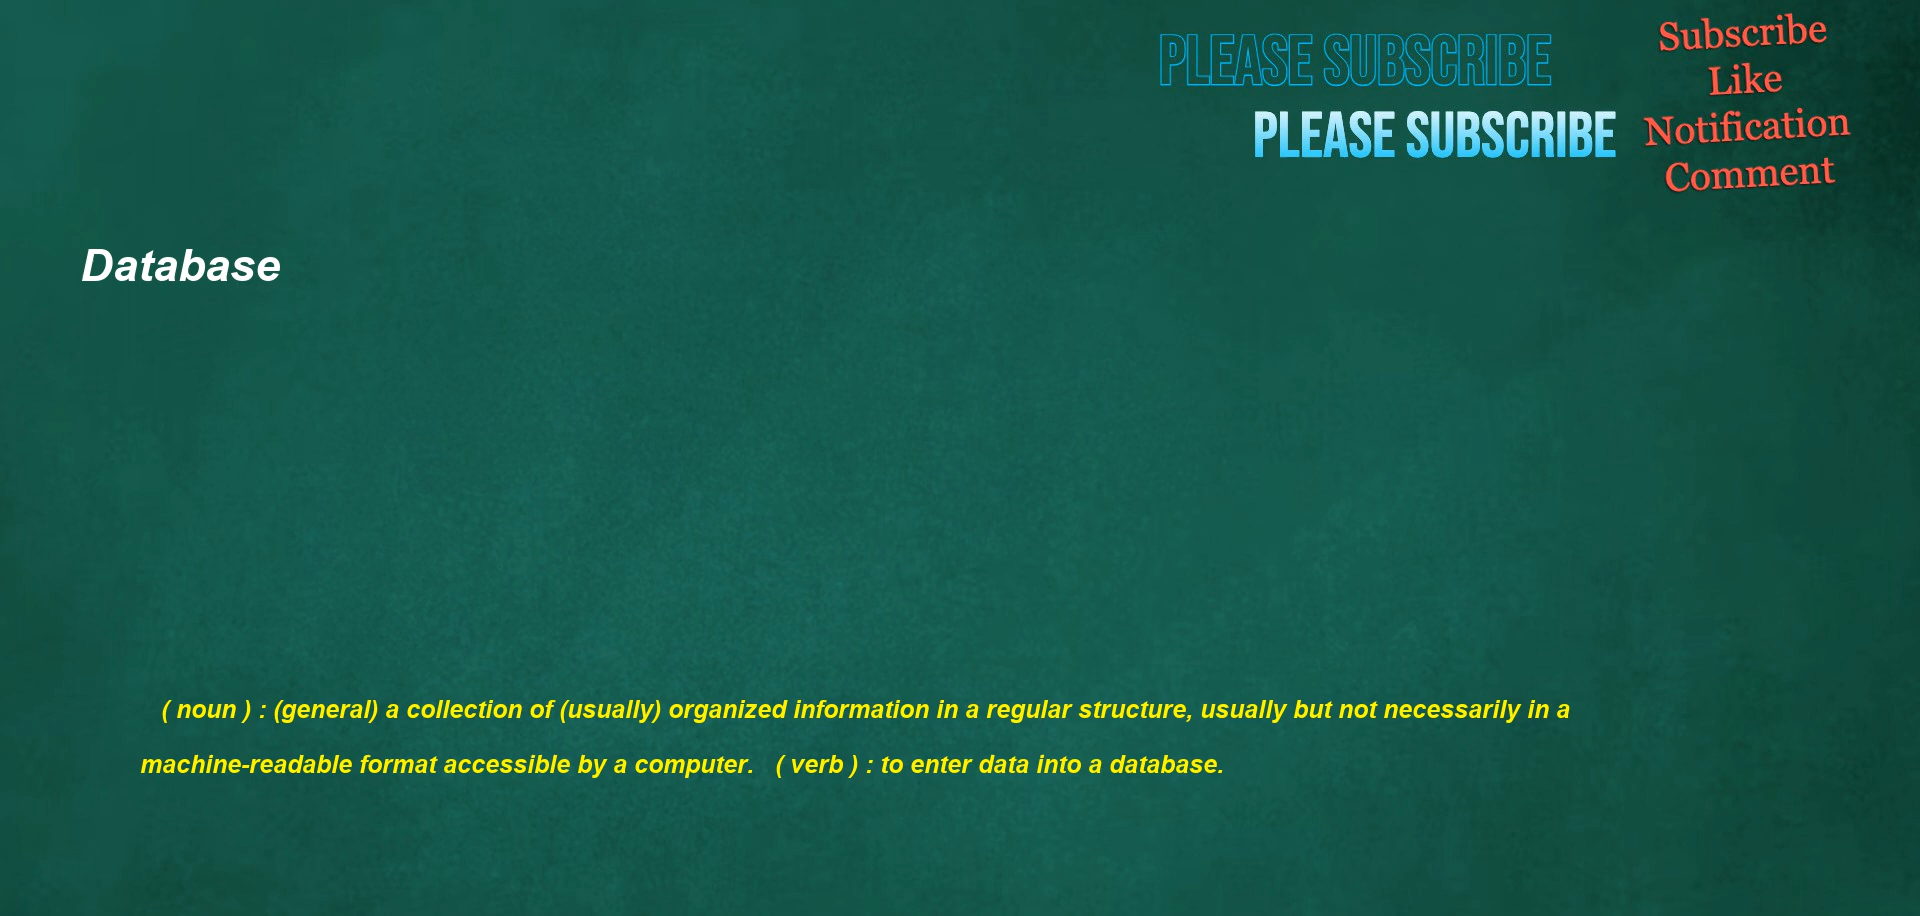 PLEASE SUBSCRIBE
PLEASE SUBSCRIBE
Subscribe
Like
Notification
Comment
Database
( noun ) : (general) a collection of (usually) organized information in a regular structure, usually but not necessarily in a
machine-readable format accessible by a computer. ( verb ) : to enter data into a database.